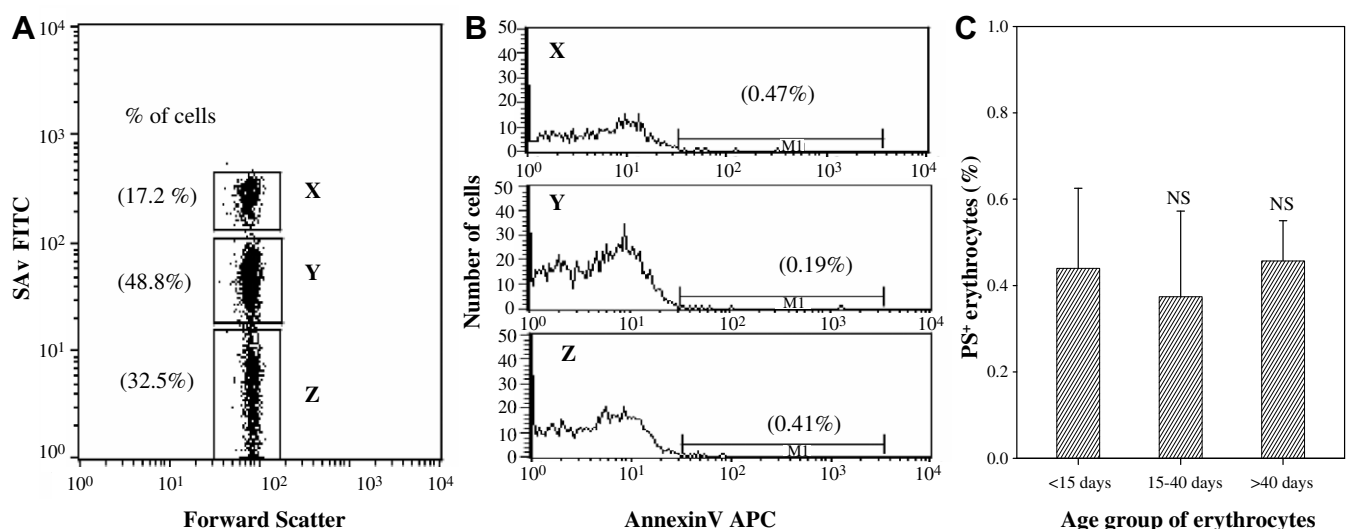 A
SAv FITC
10⁴
10³
10²
10¹
10⁰
% of cells
(17.2 %)
X
(48.8%)
Y
(32.5%)
Z
10⁰ 10¹ 10² 10³ 10⁴
Forward Scatter
B
Number of cells
50
40
30
20
10
0
X
(0.47%)
M1
10⁰ 10¹ 10² 10³ 10⁴
50
40
30
20
10
0
Y
(0.19%)
M1
10⁰ 10¹ 10² 10³ 10⁴
50
40
30
20
10
0
Z
(0.41%)
M1
10⁰ 10¹ 10² 10³ 10⁴
AnnexinV APC
C
PS⁺ erythrocytes (%)
1.0
0.8
0.6
0.4
0.2
0.0
NS
NS
<15 days 15-40 days >40 days
Age group of erythrocytes